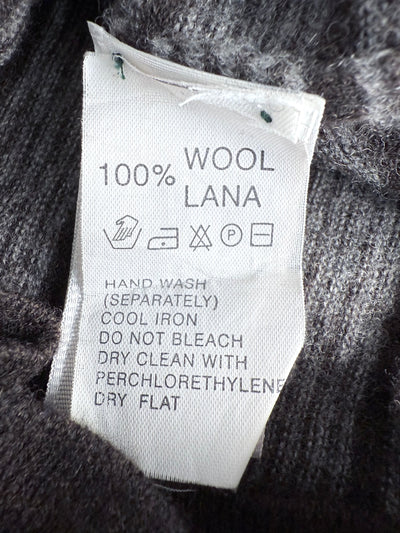 100% WOOL
LANA
P
HAND WASH
(SEPARATELY)
COOL IRON
DO NOT BLEACH
DRY CLEAN WITH
PERCHLORETHYLENE
DRY FLAT